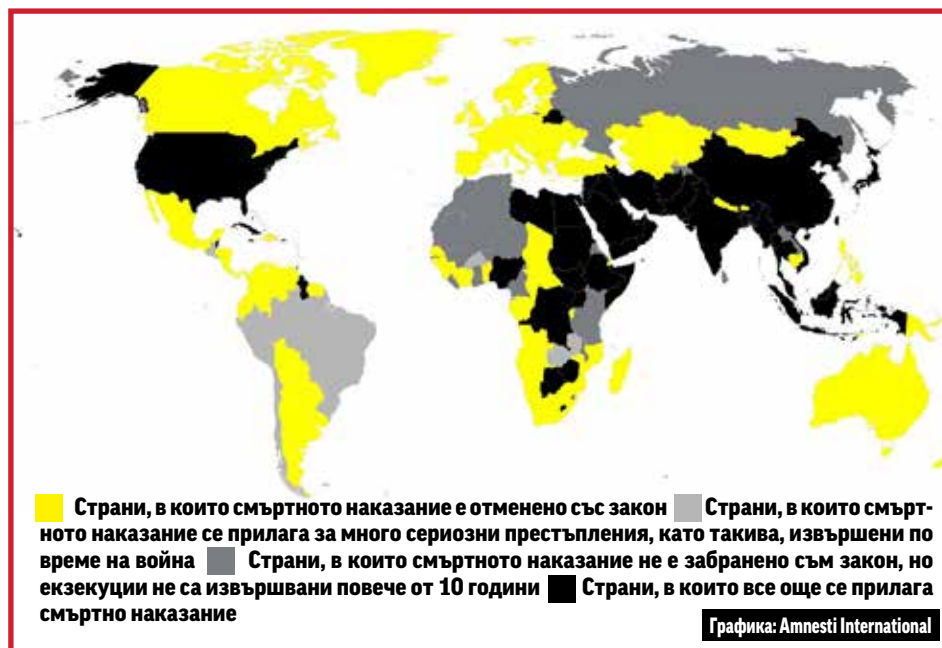 Страни, в които смъртното наказание е отменено със закон Страни, в които смърт-
ното наказание се прилага за много сериозни престъпления, като такива, извършени по
време на война Страни, в които смъртното наказание не е забранено съм закон, но
екзекуции не са извършвани повече от 10 години Страни, в които все още се прилага
смъртно наказание
Графика: Amnesti International